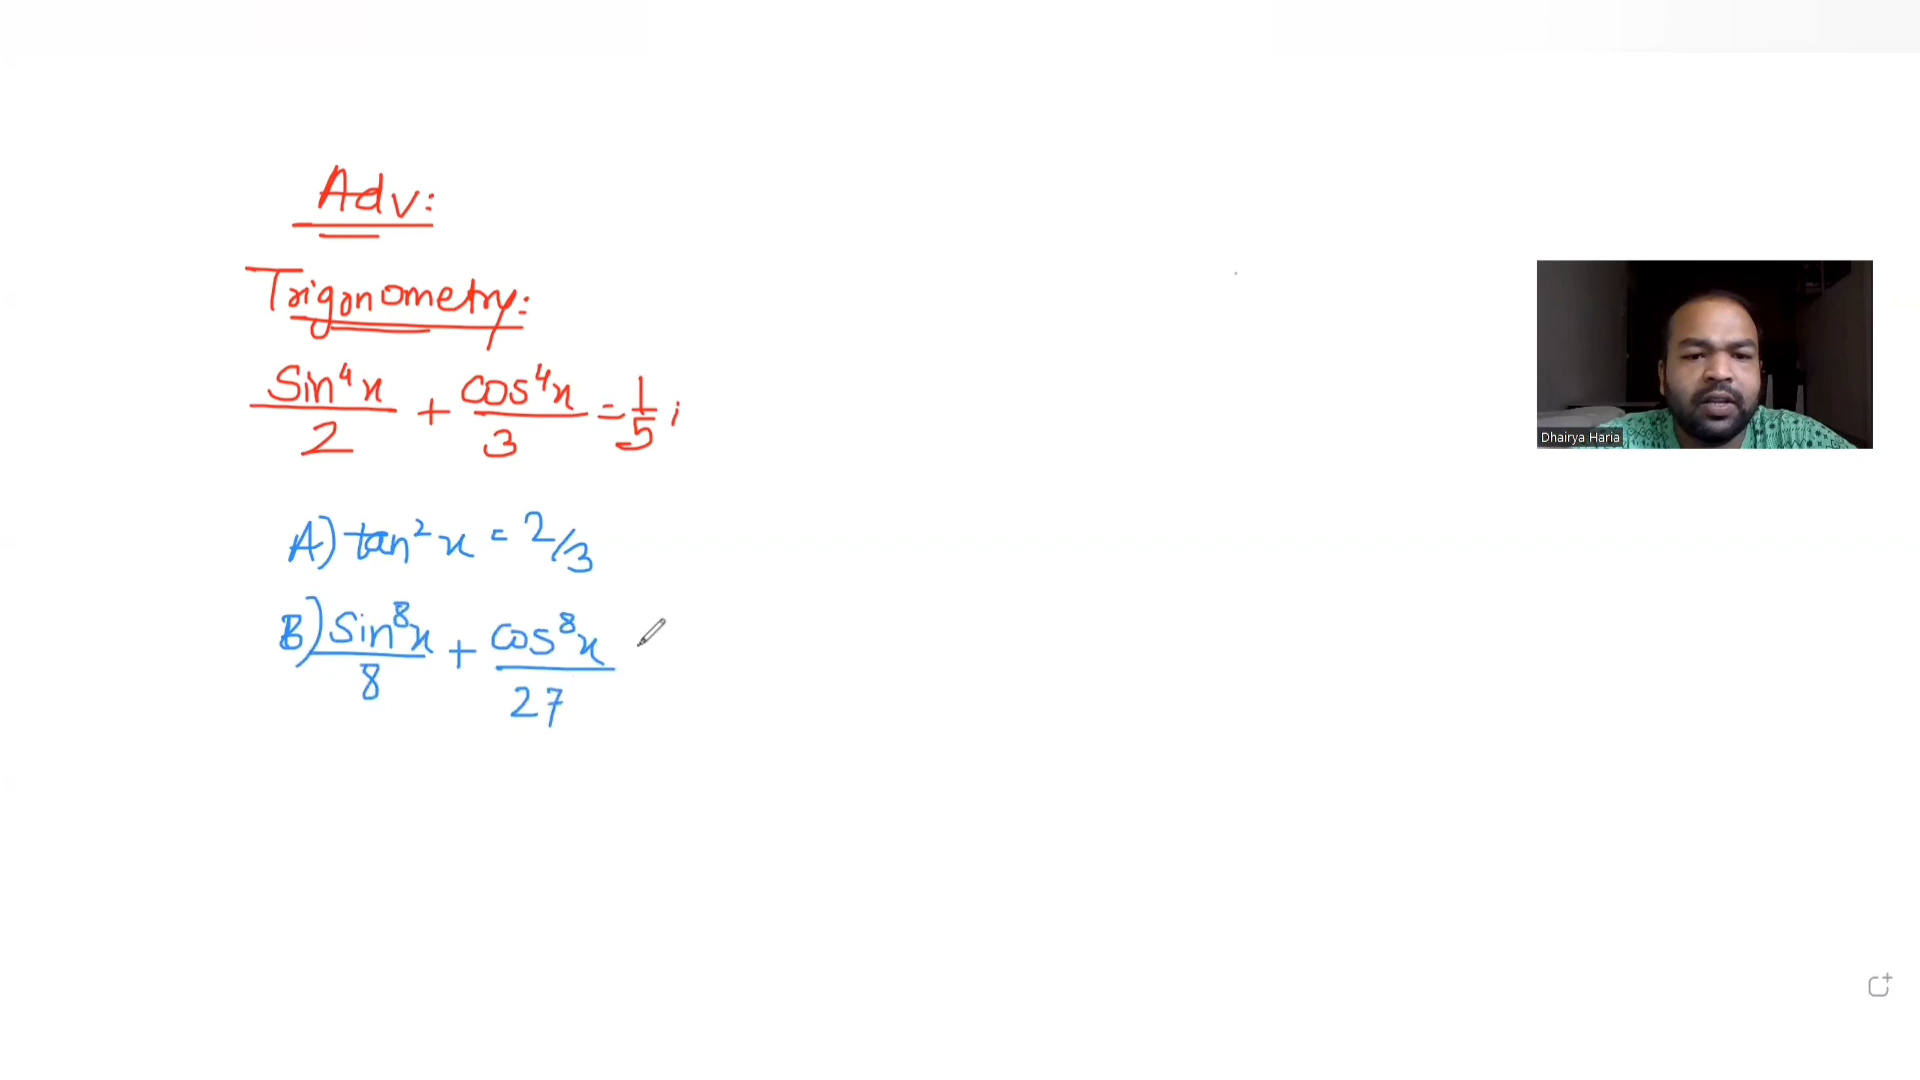 Adv:
Trigonometry:
sin⁴x/2 + cos⁴x/3 = 1/5 ;
A) tan²x = 2/3
B) sin⁸x/8 + cos⁸x/27
Dhairya Haria